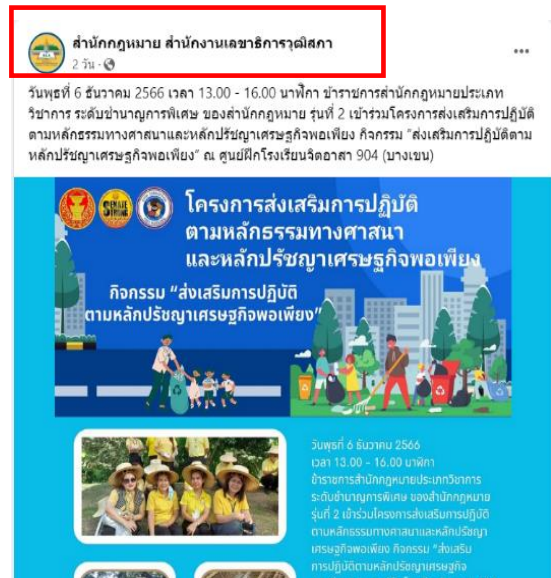 สำนักกฎหมาย สำนักงานเลขาธิการวุฒิสภา
2 วัน ·
วันพุธที่ 6 ธันวาคม 2566 เวลา 13.00 - 16.00 นาฬิกา ข้าราชการสำนักกฎหมายประเภท
วิชาการ ระดับชำนาญการพิเศษ ของสำนักกฎหมาย รุ่นที่ 2 เข้าร่วมโครงการส่งเสริมการปฏิบัติ
ตามหลักธรรมทางศาสนาและหลักปรัชญาเศรษฐกิจพอเพียง กิจกรรม "ส่งเสริมการปฏิบัติตาม
หลักปรัชญาเศรษฐกิจพอเพียง" ณ ศูนย์ฝึกโรงเรียนจิตอาสา 904 (บางเขน)
SENATE
STRONG
โครงการส่งเสริมการปฏิบัติ
ตามหลักธรรมทางศาสนา
และหลักปรัชญาเศรษฐกิจพอเพียง
กิจกรรม "ส่งเสริมการปฏิบัติ
ตามหลักปรัชญาเศรษฐกิจพอเพียง"
วันพุธที่ 6 ธันวาคม 2566
เวลา 13.00 - 16.00 นาฬิกา
ข้าราชการสำนักกฎหมายประเภทวิชาการ
ระดับชำนาญการพิเศษ ของสำนักกฎหมาย
รุ่นที่ 2 เข้าร่วมโครงการส่งเสริมการปฏิบัติ
ตามหลักธรรมทางศาสนาและหลักปรัชญา
เศรษฐกิจพอเพียง กิจกรรม "ส่งเสริม
การปฏิบัติตามหลักปรัชญาเศรษฐกิจ